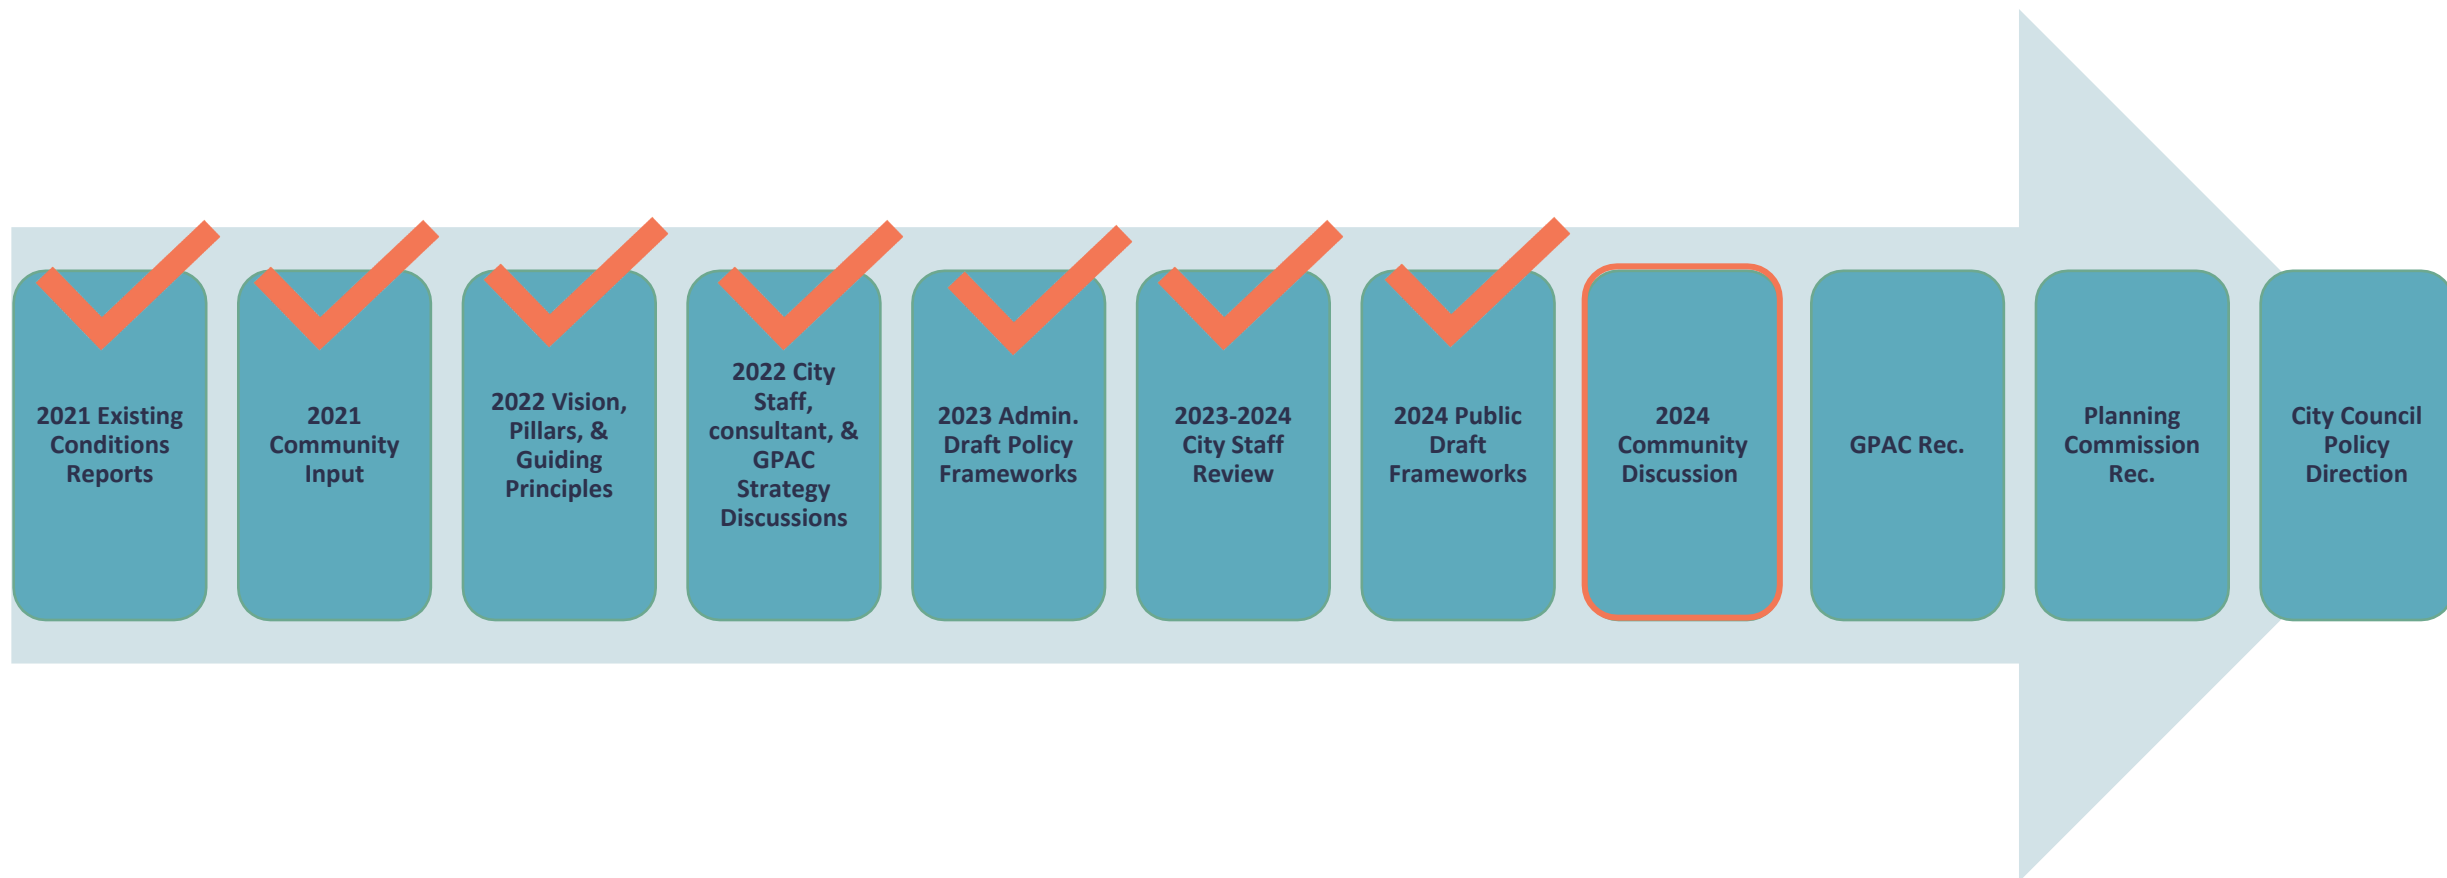 2021 Existing
Conditions
Reports
2021
Community
Input
2022 Vision,
Pillars, &
Guiding
Principles
2022 City
Staff,
consultant, &
GPAC
Strategy
Discussions
2023 Admin.
Draft Policy
Frameworks
2023-2024
City Staff
Review
2024 Public
Draft
Frameworks
2024
Community
Discussion
GPAC Rec.
Planning
Commission
Rec.
City Council
Policy
Direction